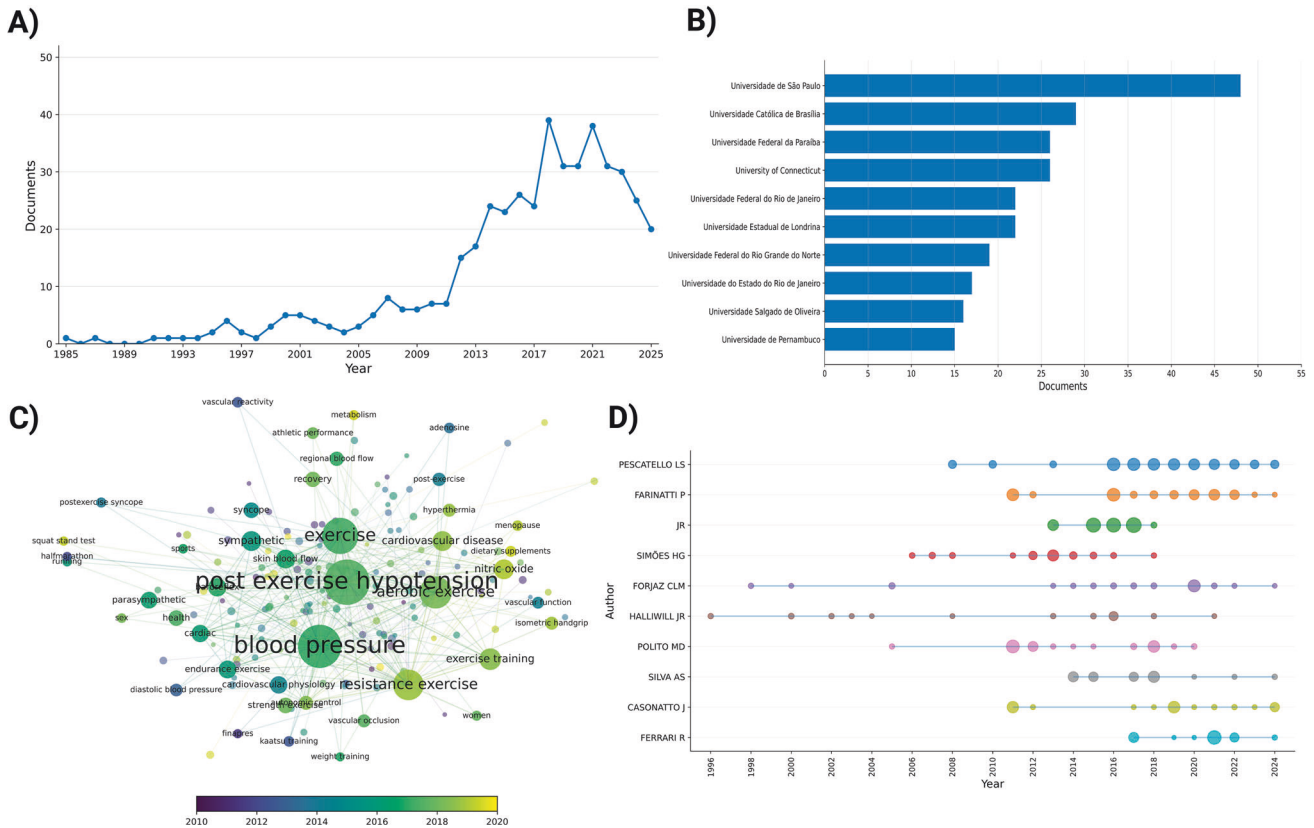 A)
50
40
30
20
10
0
Documents
1985
1989
1993
1997
2001
2005
2009
2013
2017
2021
2025
Year
B)
Universidade de São Paulo
Universidade Católica de Brasília
Universidade Federal da Paraíba
University of Connecticut
Universidade Federal do Rio de Janeiro
Universidade Estadual de Londrina
Universidade Federal do Rio Grande do Norte
Universidade do Estado do Rio de Janeiro
Universidade Salgado de Oliveira
Universidade de Pernambuco
0
5
10
15
20
25
30
35
40
45
50
55
Documents
C)
vascular reactivity
metabolism
athletic performance
adenosine
regional blood flow
recovery
post-exercise
postexercise syncope
syncope
hyperthermia
menopause
exercise
squat stand test
sympathetic
cardiovascular disease
halfmarathon
sports
dietary supplements
running
skin blood flow
nitric oxide
post exercise hypotension
aerobic exercise
parasympathetic
vascular function
sex
health
isometric handgrip
cardiac
blood pressure
exercise training
endurance exercise
diastolic blood pressure
cardiovascular physiology
resistance exercise
autonomic control
strength exercise
vascular occlusion
women
finapres
kaatsu training
weight training
2010
2012
2014
2016
2018
2020
D)
Author
PESCATELLO LS
FARINATTI P
JR
SIMÕES HG
FORJAZ CLM
HALLIWILL JR
POLITO MD
SILVA AS
CASONATTO J
FERRARI R
1996
1998
2000
2002
2004
2006
2008
2010
2012
2014
2016
2018
2020
2022
2024
Year